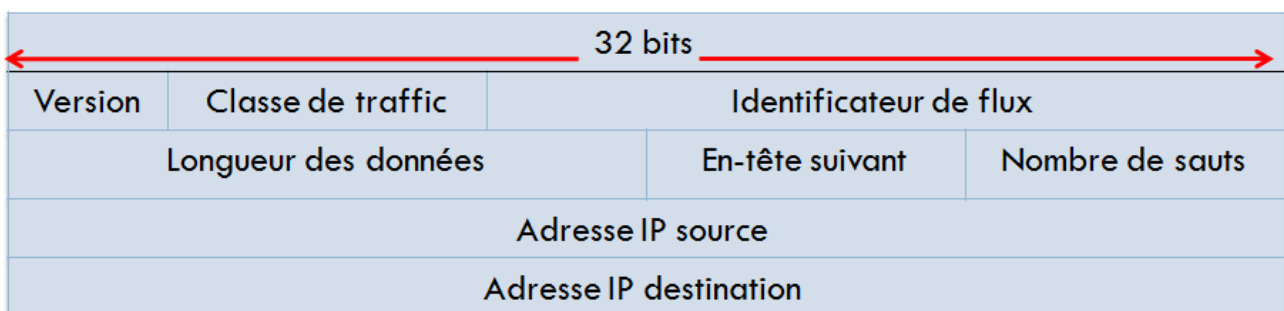 32 bits
Version Classe de traffic Identificateur de flux
Longueur des données En-tête suivant Nombre de sauts
Adresse IP source
Adresse IP destination